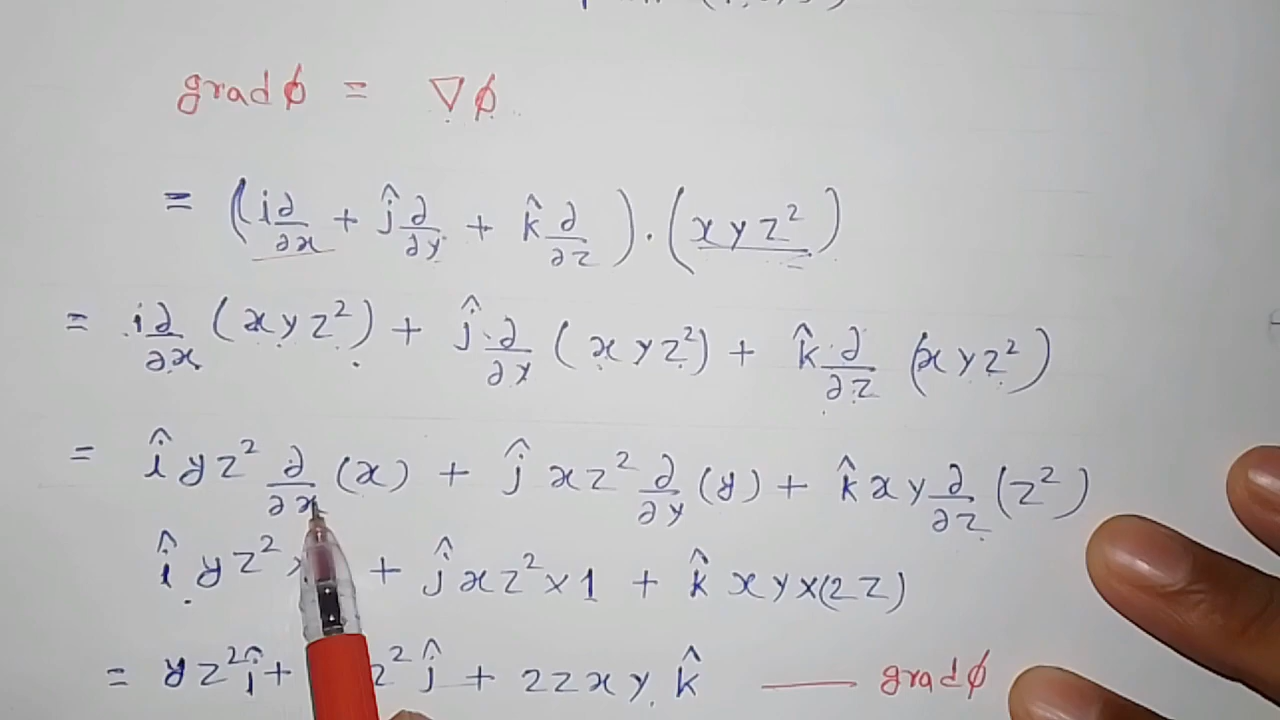 grad ϕ = ∇ϕ
= (i ∂/∂x + ĵ ∂/∂y + k̂ ∂/∂z) . (xyz²)
= i ∂/∂x (xyz²) + ĵ ∂/∂y (xyz²) + k̂ ∂/∂z (xyz²)
= î yz² ∂/∂x (x) + ĵ xz² ∂/∂y (y) + k̂ xy ∂/∂z (z²)
î yz² × + ĵ xz² × 1 + k̂ xy × (2z)
= yz² î + z² ĵ + 2zxy k̂ — grad ϕ